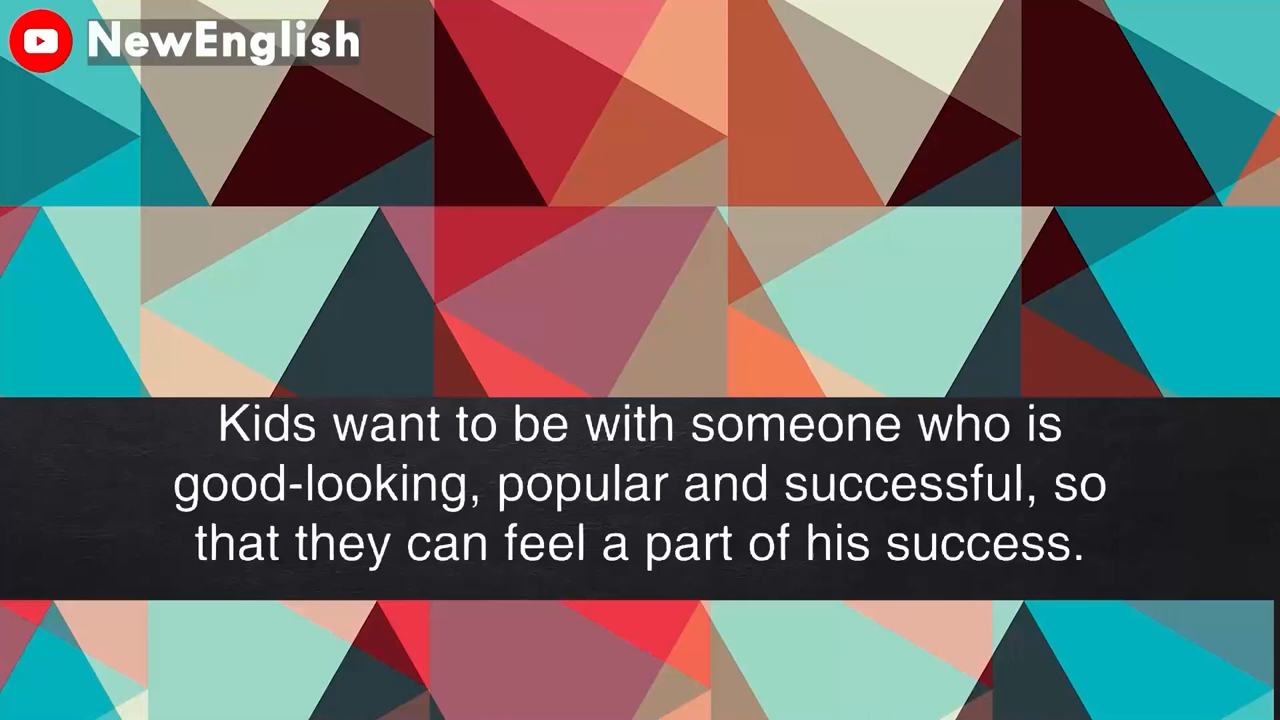 NewEnglish
Kids want to be with someone who is
good-looking, popular and successful, so
that they can feel a part of his success.